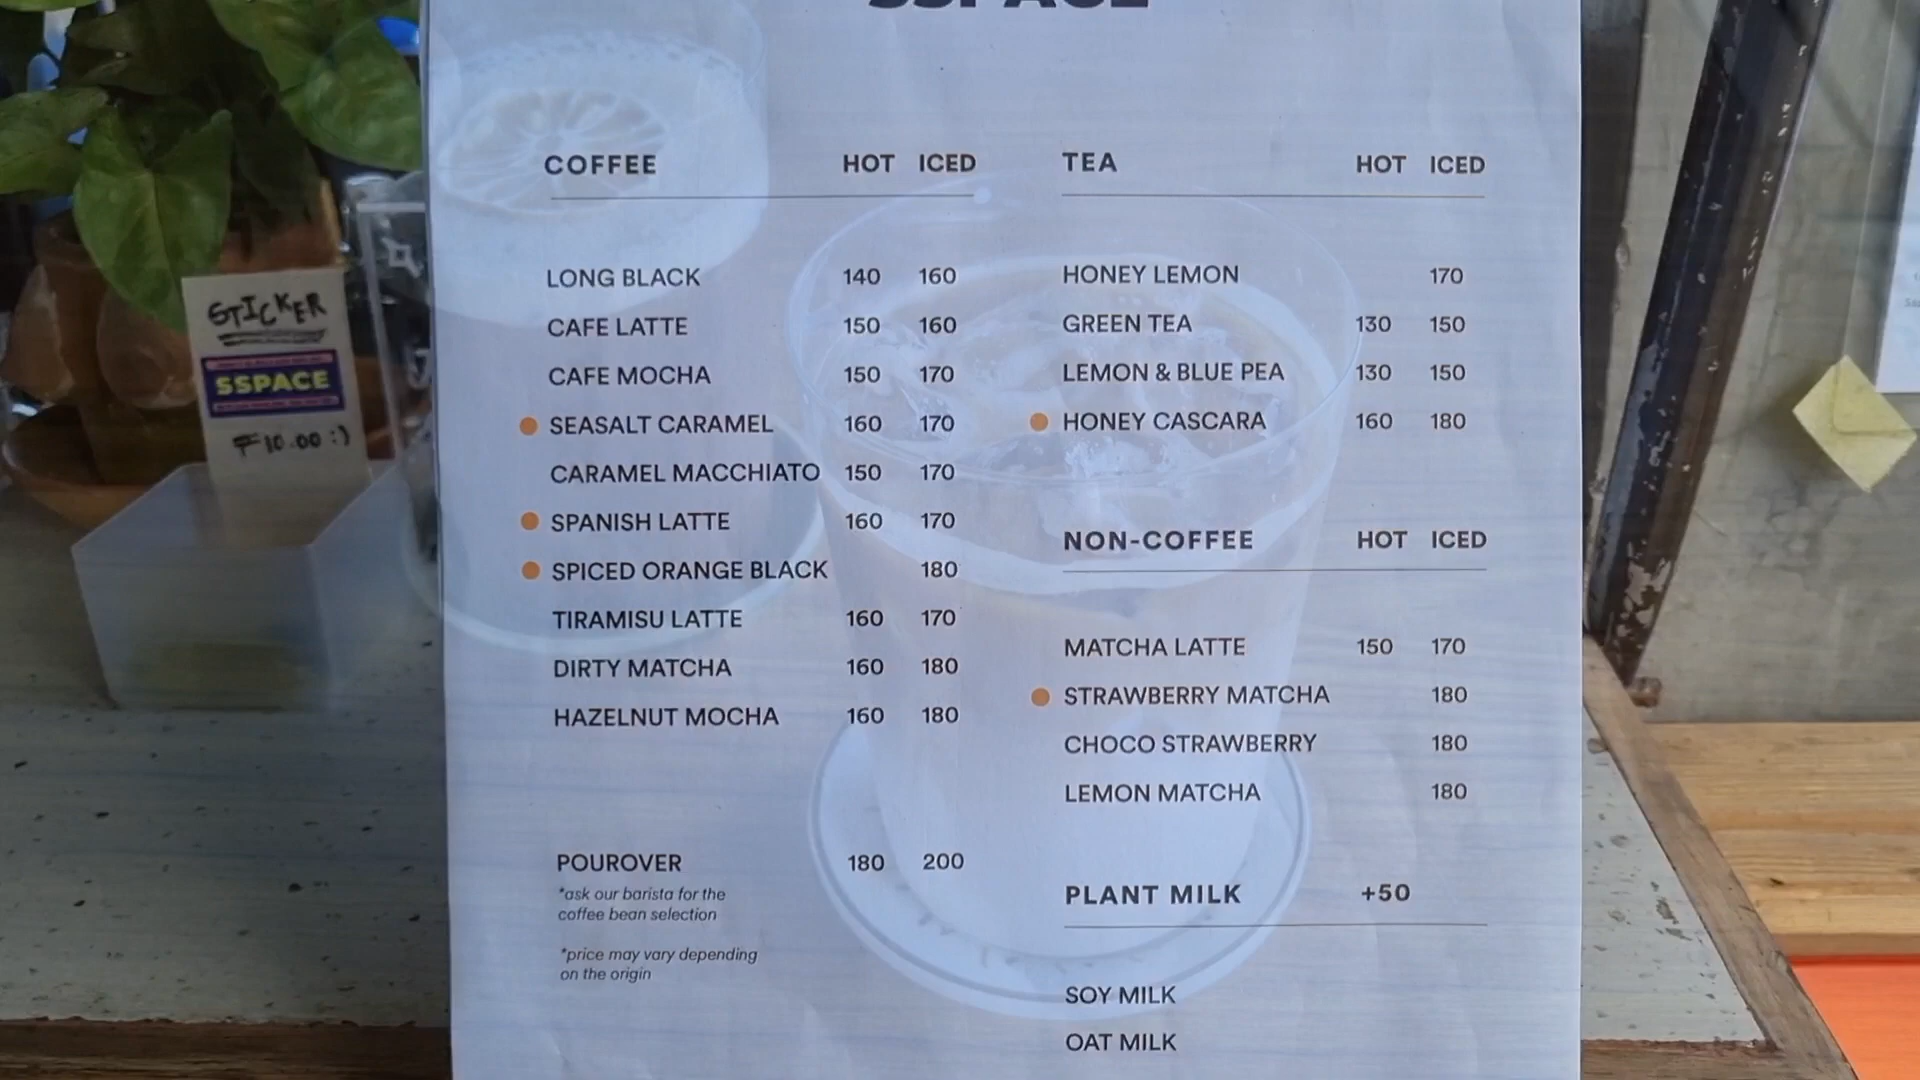 SSPACE
COFFEE HOT ICED
LONG BLACK 140 160
CAFE LATTE 150 160
CAFE MOCHA 150 170
SEASALT CARAMEL 160 170
CARAMEL MACCHIATO 150 170
SPANISH LATTE 160 170
SPICED ORANGE BLACK 180
TIRAMISU LATTE 160 170
DIRTY MATCHA 160 180
HAZELNUT MOCHA 160 180
POUROVER 180 200
*ask our barista for the
coffee bean selection
*price may vary depending
on the origin
TEA HOT ICED
HONEY LEMON 170
GREEN TEA 130 150
LEMON & BLUE PEA 130 150
HONEY CASCARA 160 180
NON-COFFEE HOT ICED
MATCHA LATTE 150 170
STRAWBERRY MATCHA 180
CHOCO STRAWBERRY 180
LEMON MATCHA 180
PLANT MILK +50
SOY MILK
OAT MILK
STICKER
SSPACE
₱10.00 :)